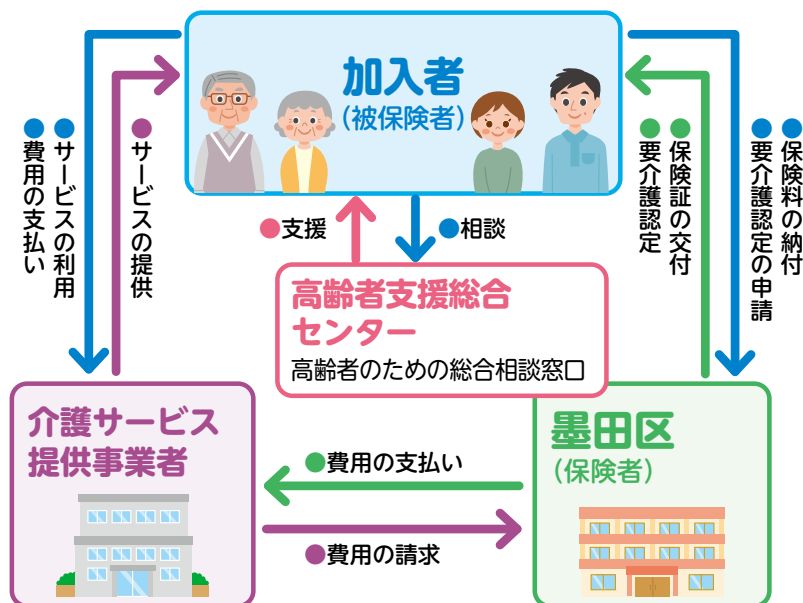 加入者
(被保険者)
●サービスの利用
●費用の支払い
●サービスの提供
●保険証の交付
●要介護認定
●保険料の納付
●要介護認定の申請
●支援
●相談
高齢者支援総合
センター
高齢者のための総合相談窓口
介護サービス
提供事業者
墨田区
(保険者)
●費用の支払い
●費用の請求